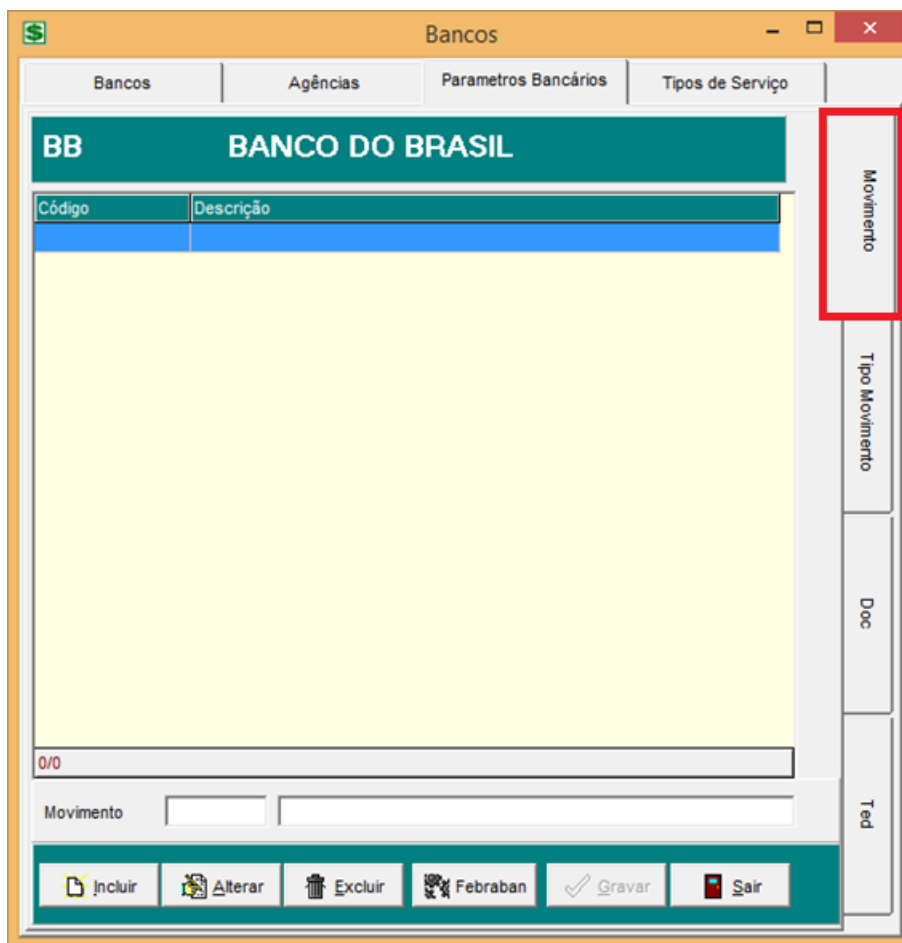 Bancos
Bancos Agências Parametros Bancários Tipos de Serviço
BB BANCO DO BRASIL
Código Descrição
0/0
Movimento
Incluir Alterar Excluir Febraban Gravar Sair
Movimento
Tipo Movimento
Doc
Ted